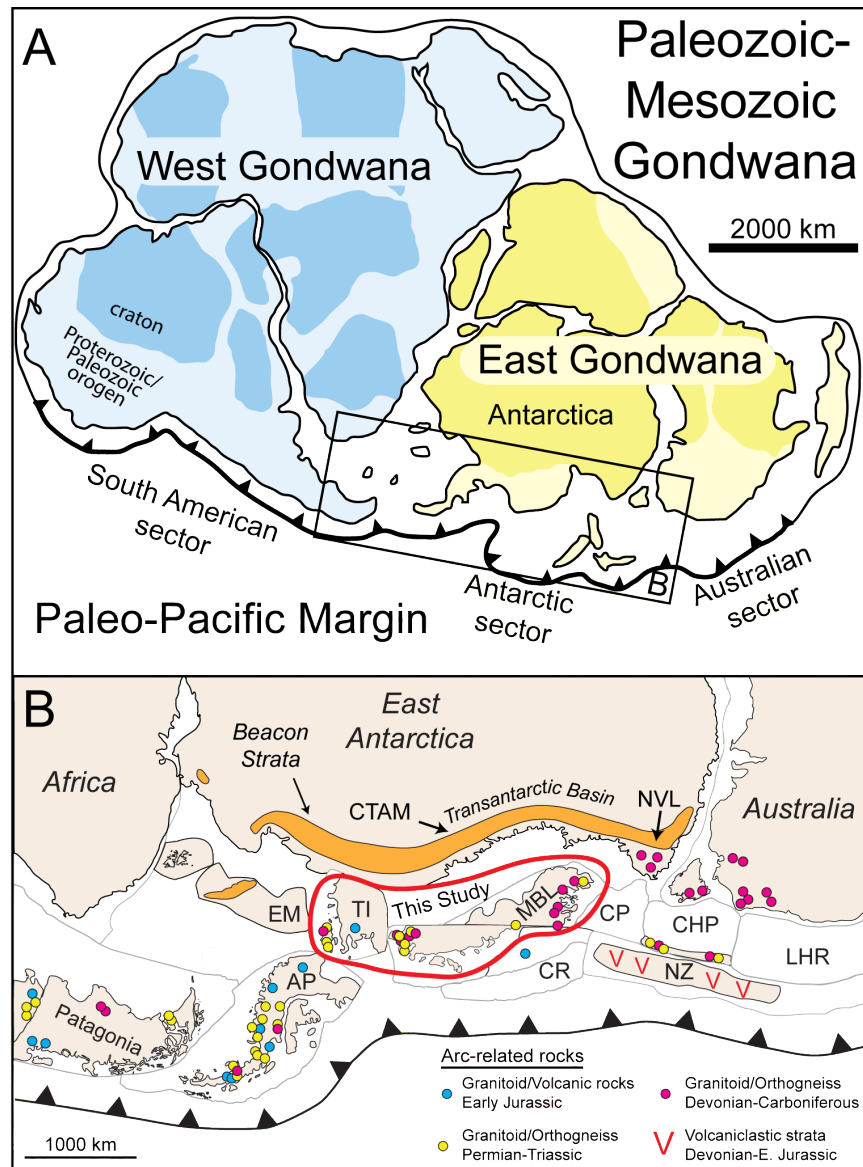 A
Paleozoic-
Mesozoic
Gondwana
2000 km
West Gondwana
craton
Proterozoic/
Paleozoic
orogen
East Gondwana
Antarctica
South American
sector
Antarctic
sector
B
Australian
sector
Paleo-Pacific Margin
B
East
Antarctica
Beacon
Strata
Africa
CTAM
Transantarctic Basin
NVL
Australia
EM
TI
This Study
MBL
CP
CHP
LHR
AP
CR
NZ
V V V V
Patagonia
Arc-related rocks
Granitoid/Volcanic rocks
Early Jurassic
Granitoid/Orthogneiss
Devonian-Carboniferous
Granitoid/Orthogneiss
Permian-Triassic
V Volcaniclastic strata
Devonian-E. Jurassic
1000 km